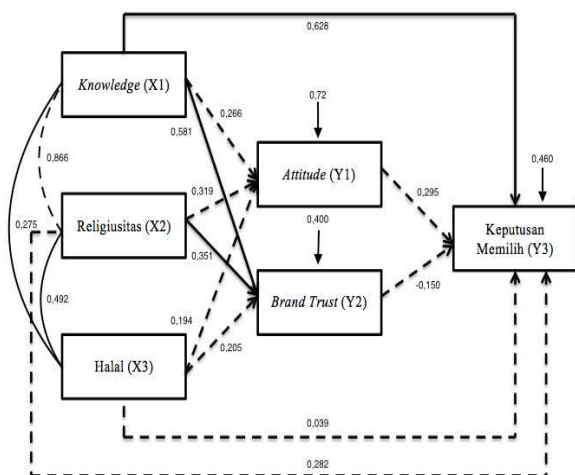 0,628
Knowledge (X1)
0,72
0,266
0,581
0,460
Attitude (Y1)
0,866
0,319
0,295
Religiusitas (X2)
0,400
Keputusan
Memilih (Y3)
0,275
0,351
Brand Trust (Y2)
-0,150
0,492
0,194
0,205
Halal (X3)
0,039
0,282